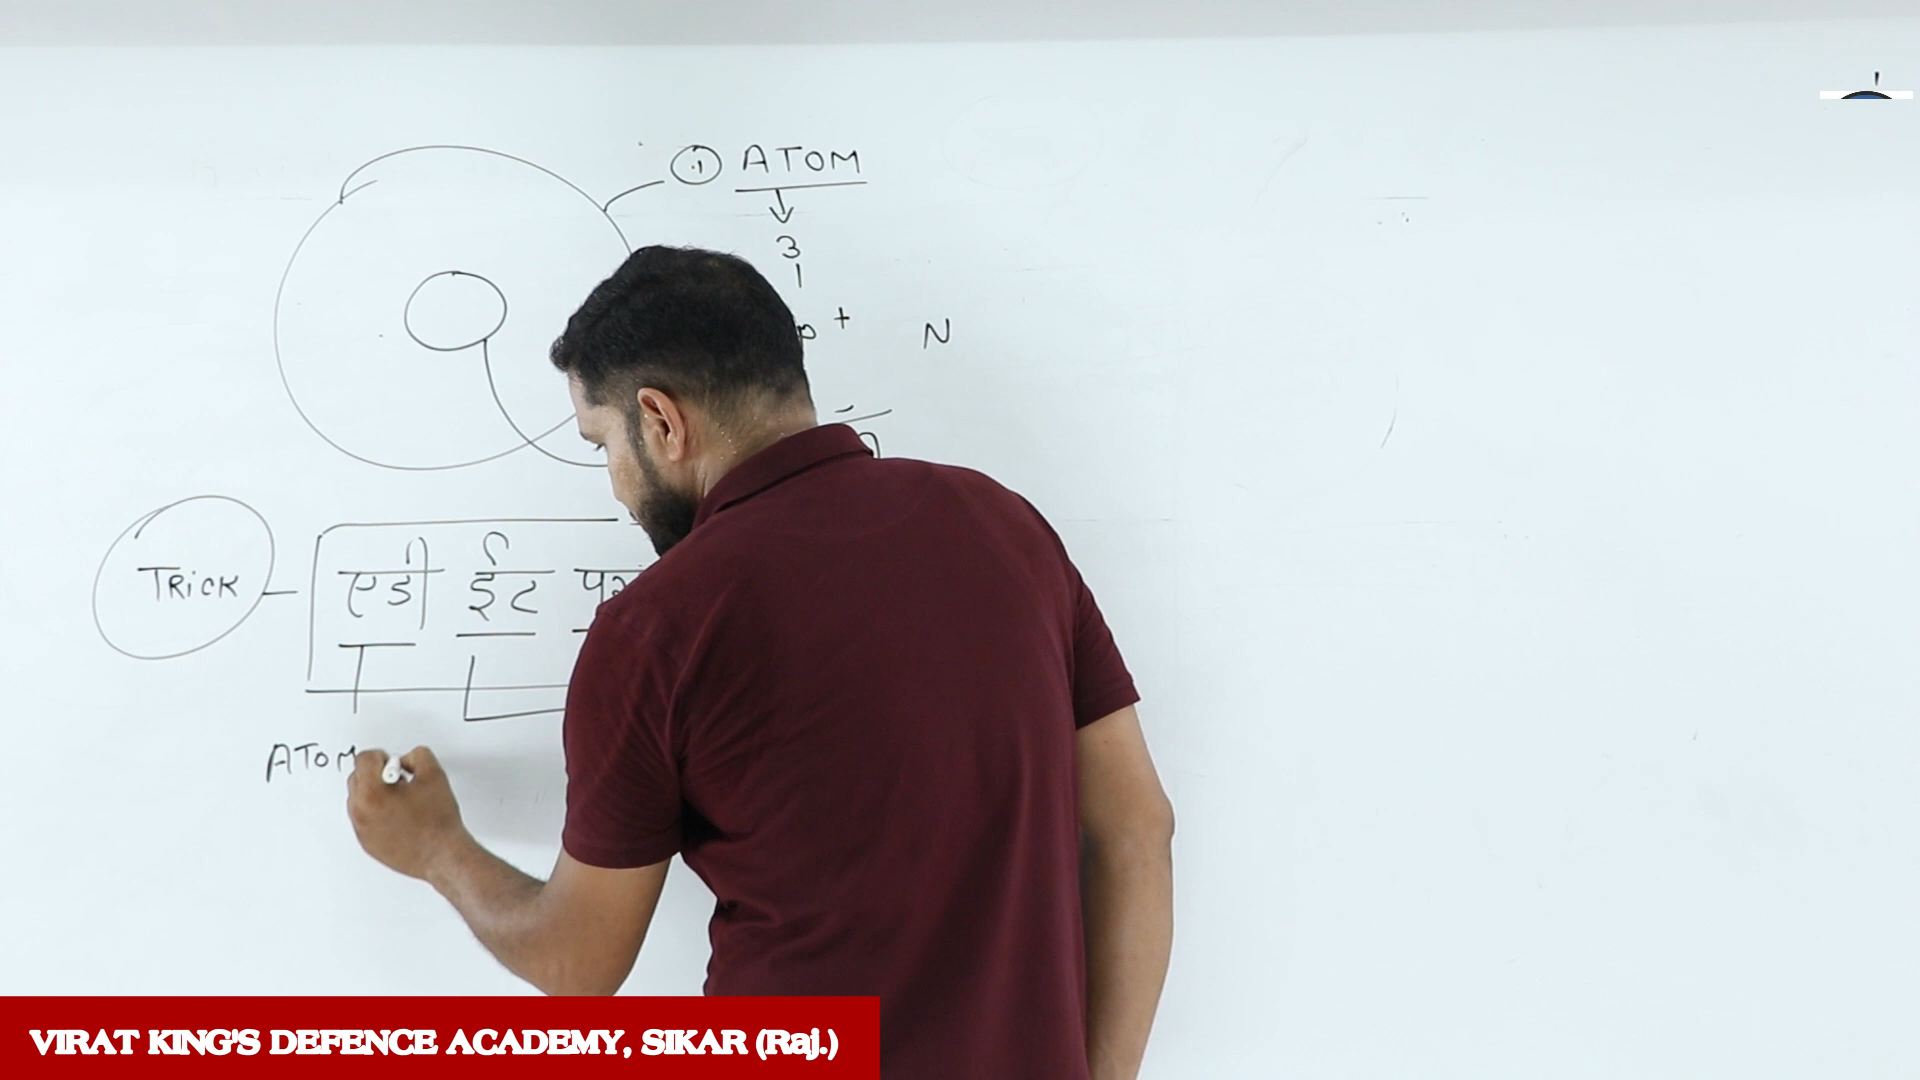 1 ATOM
3
+ N
TRICK
एडी ईट
ATOM
VIRAT KING'S DEFENCE ACADEMY, SIKAR (Raj.)